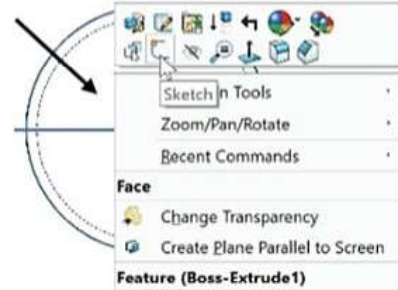 Sketch
n Tools
Zoom/Pan/Rotate
Recent Commands
Face
Change Transparency
Create Plane Parallel to Screen
Feature (Boss-Extrude1)